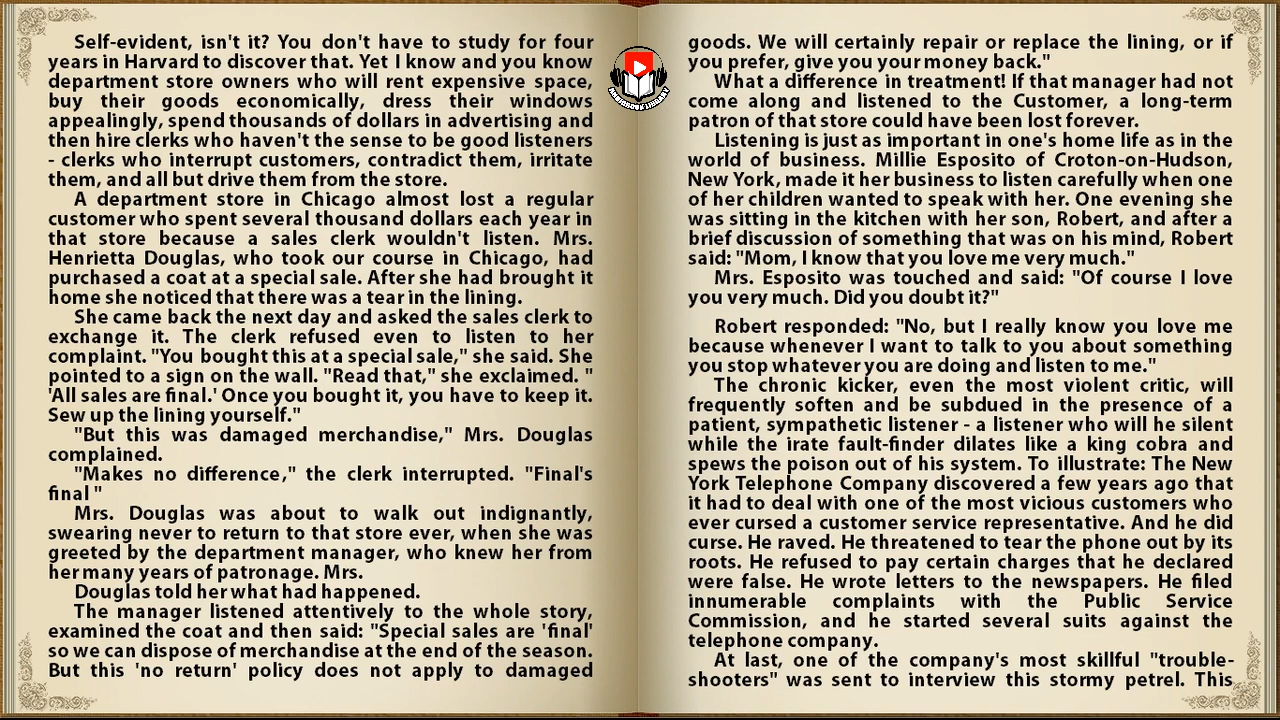 Self-evident, isn't it? You don't have to study for four
years in Harvard to discover that. Yet I know and you know
department store owners who will rent expensive space,
buy their goods economically, dress their windows
appealingly, spend thousands of dollars in advertising and
then hire clerks who haven't the sense to be good listeners
- clerks who interrupt customers, contradict them, irritate
them, and all but drive them from the store.
A department store in Chicago almost lost a regular
customer who spent several thousand dollars each year in
that store because a sales clerk wouldn't listen. Mrs.
Henrietta Douglas, who took our course in Chicago, had
purchased a coat at a special sale. After she had brought it
home she noticed that there was a tear in the lining.
She came back the next day and asked the sales clerk to
exchange it. The clerk refused even to listen to her
complaint. "You bought this at a special sale," she said. She
pointed to a sign on the wall. "Read that," she exclaimed. "
'All sales are final.' Once you bought it, you have to keep it.
Sew up the lining yourself."
"But this was damaged merchandise," Mrs. Douglas
complained.
"Makes no difference," the clerk interrupted. "Final's
final "
Mrs. Douglas was about to walk out indignantly,
swearing never to return to that store ever, when she was
greeted by the department manager, who knew her from
her many years of patronage. Mrs.
Douglas told her what had happened.
The manager listened attentively to the whole story,
examined the coat and then said: "Special sales are 'final'
so we can dispose of merchandise at the end of the season.
But this 'no return' policy does not apply to damaged
goods. We will certainly repair or replace the lining, or if
you prefer, give you your money back."
What a difference in treatment! If that manager had not
come along and listened to the Customer, a long-term
patron of that store could have been lost forever.
Listening is just as important in one's home life as in the
world of business. Millie Esposito of Croton-on-Hudson,
New York, made it her business to listen carefully when one
of her children wanted to speak with her. One evening she
was sitting in the kitchen with her son, Robert, and after a
brief discussion of something that was on his mind, Robert
said: "Mom, I know that you love me very much."
Mrs. Esposito was touched and said: "Of course I love
you very much. Did you doubt it?"
Robert responded: "No, but I really know you love me
because whenever I want to talk to you about something
you stop whatever you are doing and listen to me."
The chronic kicker, even the most violent critic, will
frequently soften and be subdued in the presence of a
patient, sympathetic listener - a listener who will he silent
while the irate fault-finder dilates like a king cobra and
spews the poison out of his system. To illustrate: The New
York Telephone Company discovered a few years ago that
it had to deal with one of the most vicious customers who
ever cursed a customer service representative. And he did
curse. He raved. He threatened to tear the phone out by its
roots. He refused to pay certain charges that he declared
were false. He wrote letters to the newspapers. He filed
innumerable complaints with the Public Service
Commission, and he started several suits against the
telephone company.
At last, one of the company's most skillful "trouble-
shooters" was sent to interview this stormy petrel. This